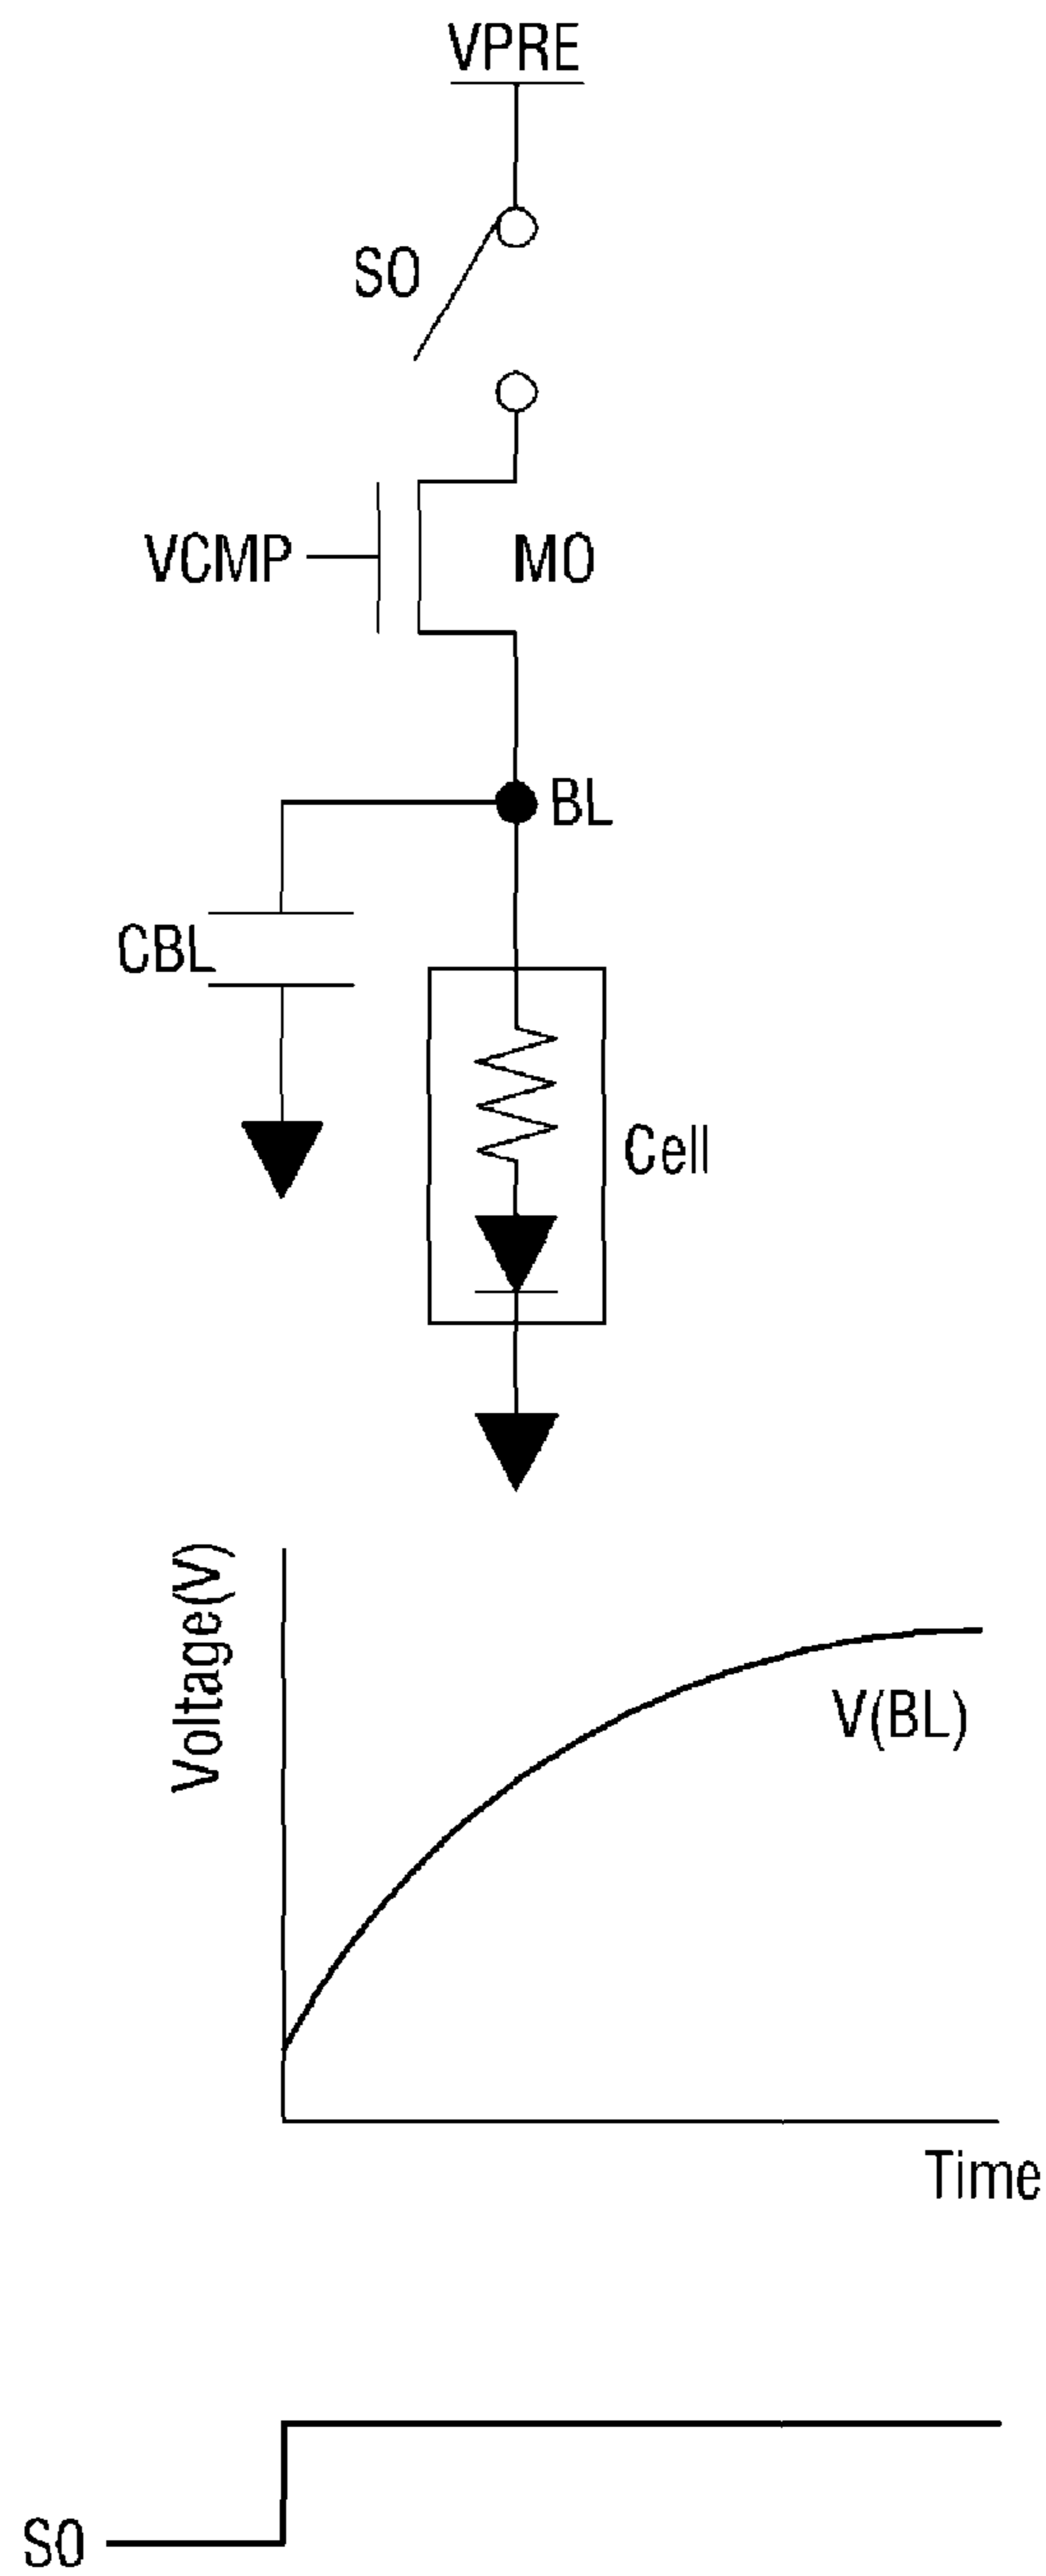 VPRE
S0
VCMP
M0
BL
CBL
Cell
Voltage(V)
V(BL)
Time
S0